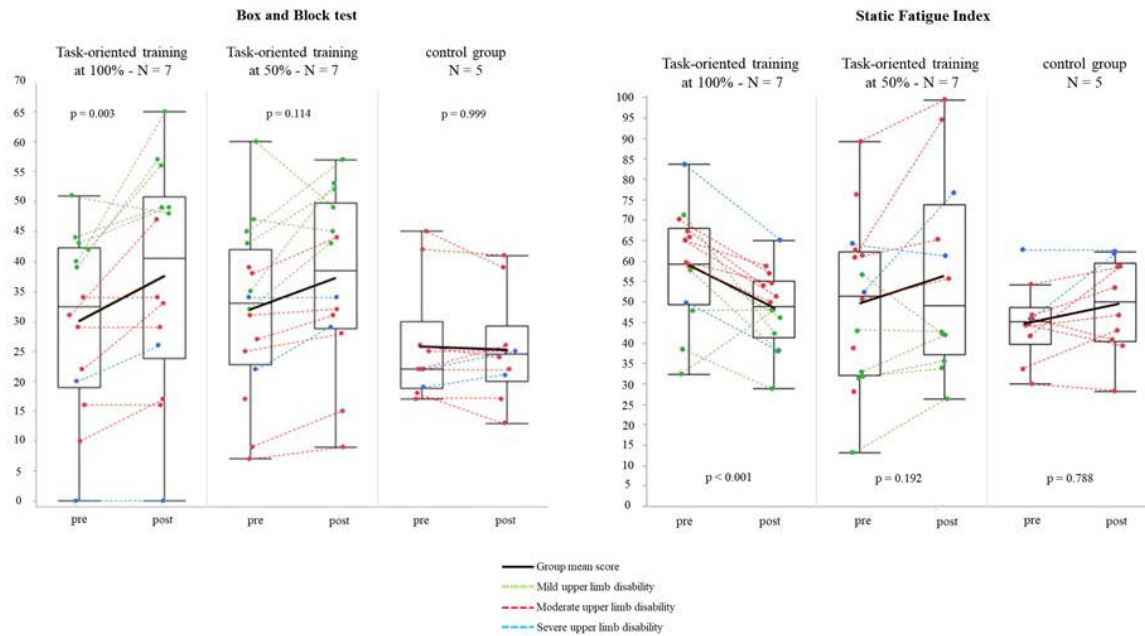 Box and Block test
Static Fatigue Index
Task-oriented training
at 100% - N = 7
Task-oriented training
at 50% - N = 7
control group
N = 5
p = 0.003
p = 0.114
p = 0.999
70
65
60
55
50
45
40
35
30
25
20
15
10
5
0
pre
post
pre
post
pre
post
Task-oriented training
at 100% - N = 7
Task-oriented training
at 50% - N = 7
control group
N = 5
100
95
90
85
80
75
70
65
60
55
50
45
40
35
30
25
20
15
10
5
0
p < 0.001
p = 0.192
p = 0.788
pre
post
pre
post
pre
post
Group mean score
Mild upper limb disability
Moderate upper limb disability
Severe upper limb disability